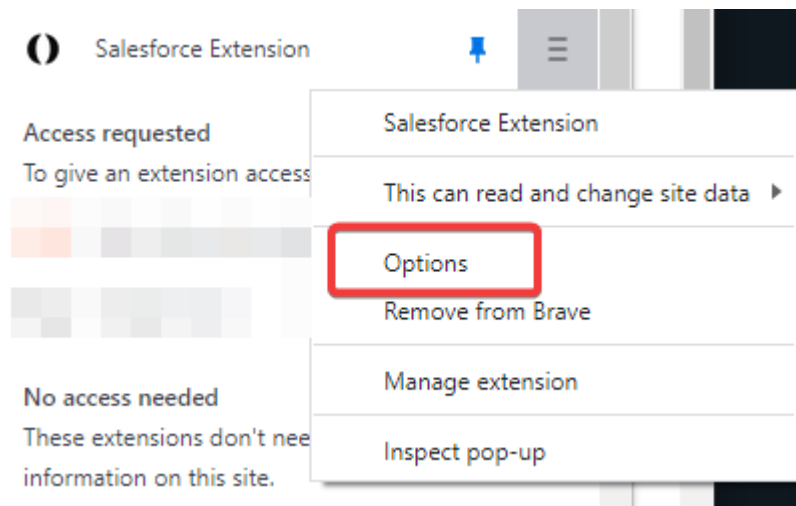 Salesforce Extension
Access requested
To give an extension access
No access needed
These extensions don't nee
information on this site.
Salesforce Extension
This can read and change site data
Options
Remove from Brave
Manage extension
Inspect pop-up